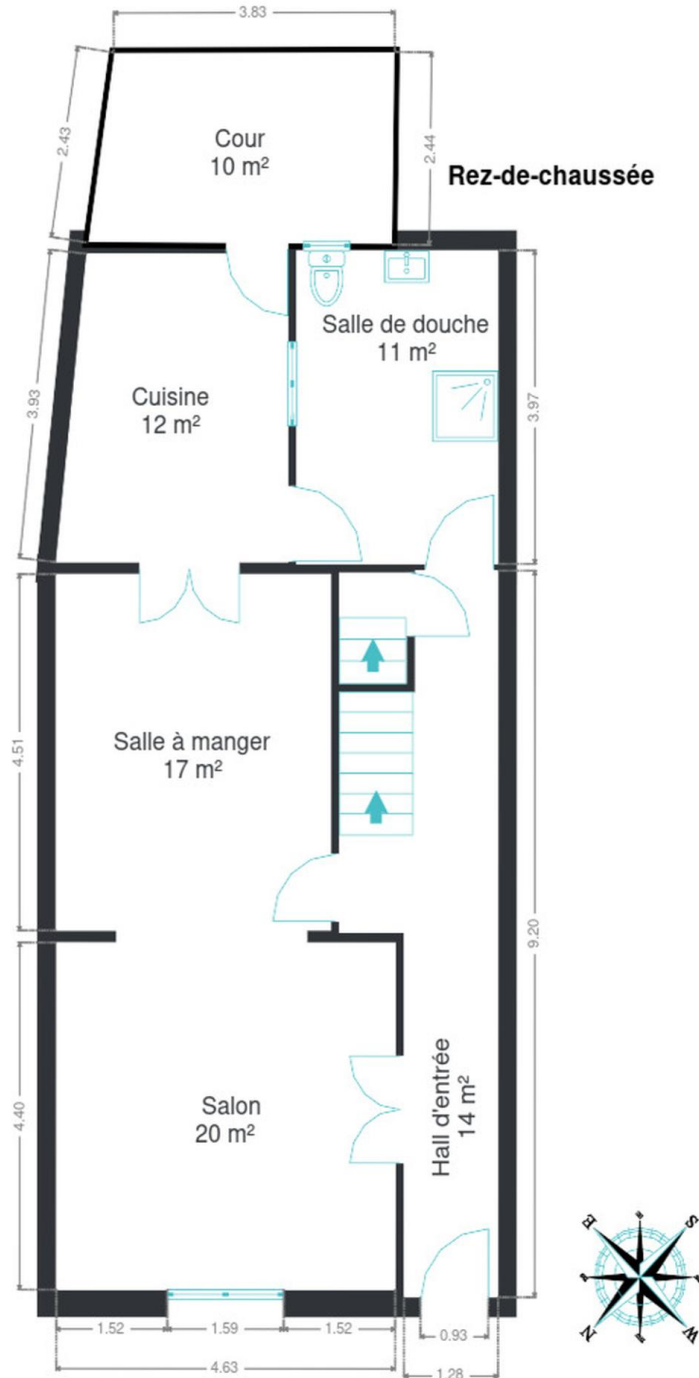 3.83
2.43
Cour
10 m²
2.44
Rez-de-chaussée
3.93
Salle de douche
11 m²
Cuisine
12 m²
3.97
4.51
Salle à manger
17 m²
9.20
4.40
Salon
20 m²
Hall d'entrée
14 m²
E
S
N
W
1.52
1.59
1.52
0.93
4.63
1.28